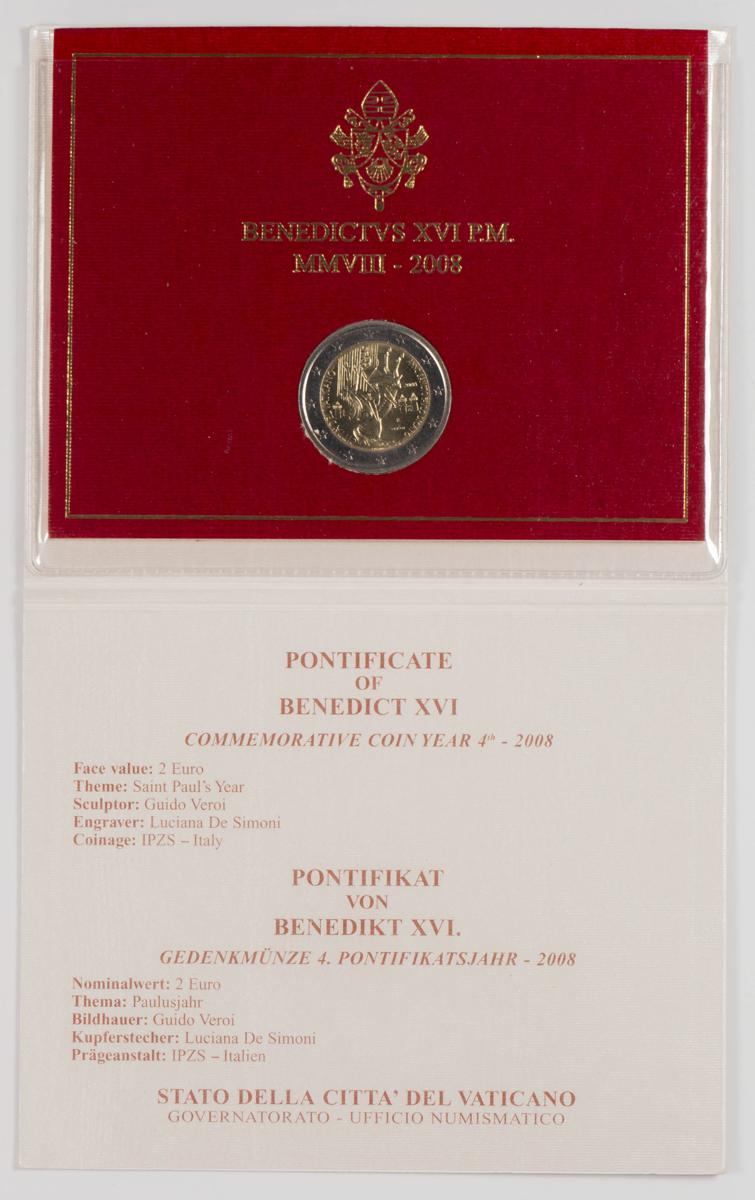 BENEDICTVS XVI P.M.
MMVIII - 2008
PONTIFICATE
OF
BENEDICT XVI
COMMEMORATIVE COIN YEAR 4th - 2008
Face value: 2 Euro
Theme: Saint Paul's Year
Sculptor: Guido Veroi
Engraver: Luciana De Simoni
Coinage: IPZS – Italy
PONTIFIKAT
VON
BENEDIKT XVI.
GEDENKMÜNZE 4. PONTIFIKATSJAHR - 2008
Nominalwert: 2 Euro
Thema: Paulusjahr
Bildhauer: Guido Veroi
Kupferstecher: Luciana De Simoni
Prägeanstalt: IPZS – Italien
STATO DELLA CITTA' DEL VATICANO
GOVERNATORATO - UFFICIO NUMISMATICO